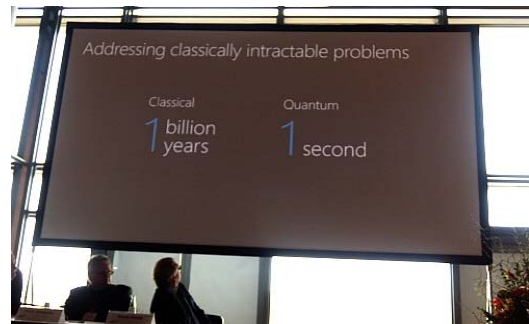 Addressing classically intractable problems
Classical
1 billion
years
Quantum
1 second